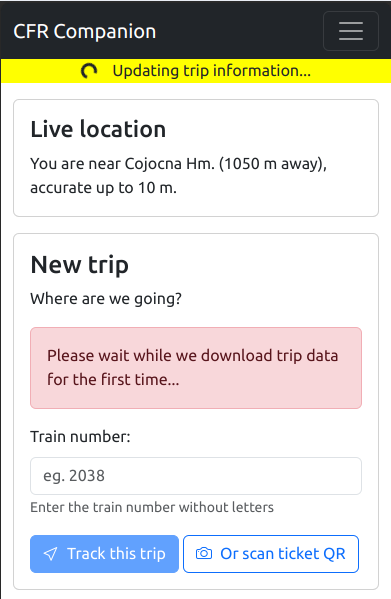 CFR Companion
Updating trip information...
Live location
You are near Cojocna Hm. (1050 m away),
accurate up to 10 m.
New trip
Where are we going?
Please wait while we download trip data
for the first time...
Train number:
eg. 2038
Enter the train number without letters
Track this trip
Or scan ticket QR